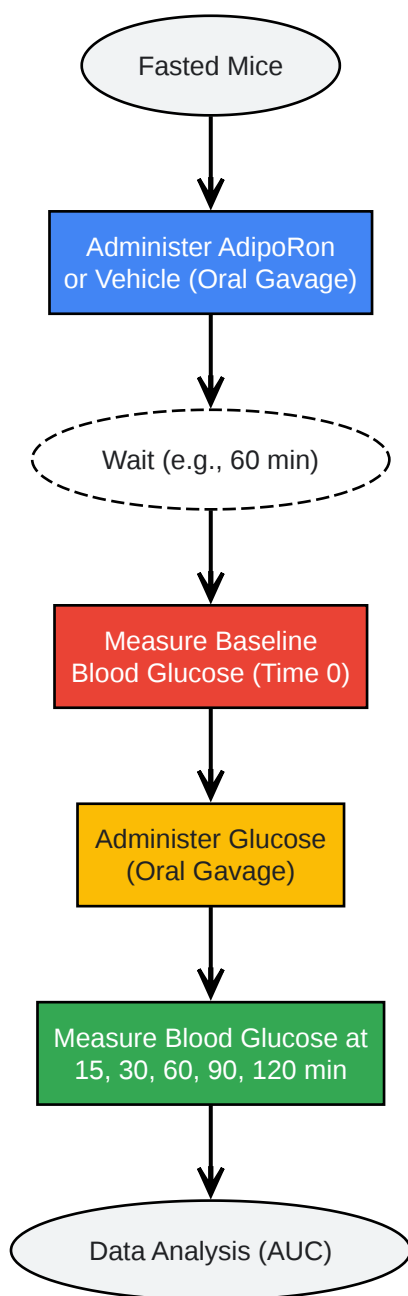 Fasted Mice
Administer AdipoRon
or Vehicle (Oral Gavage)
Wait (e.g., 60 min)
Measure Baseline
Blood Glucose (Time 0)
Administer Glucose
(Oral Gavage)
Measure Blood Glucose at
15, 30, 60, 90, 120 min
Data Analysis (AUC)